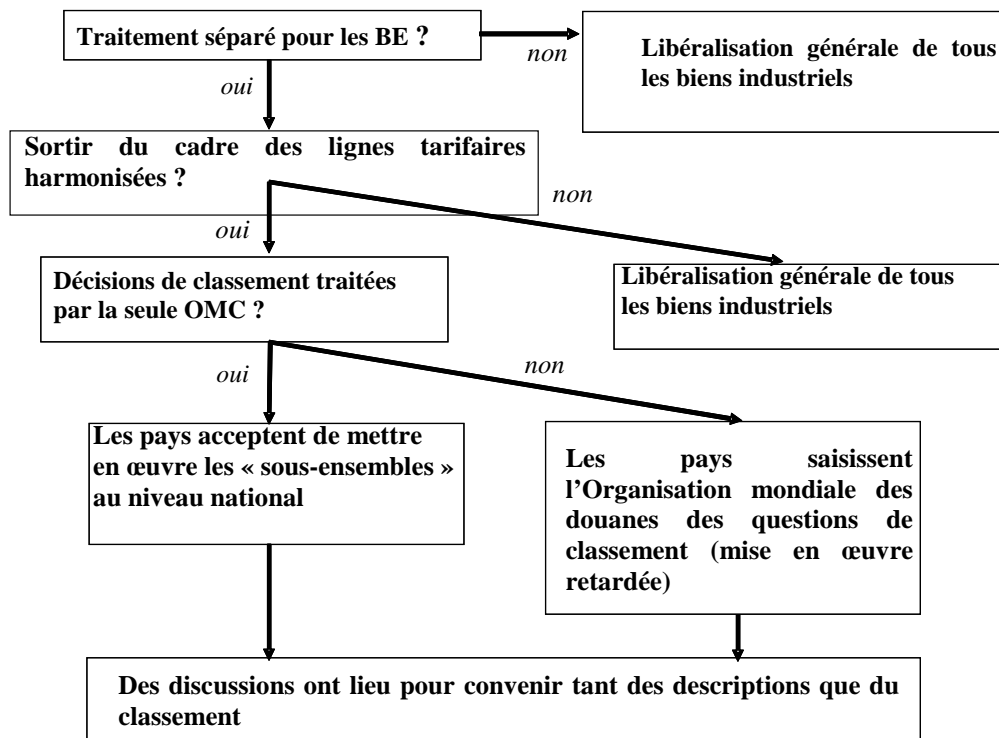 Traitement séparé pour les BE ?
non
Libéralisation générale de tous
les biens industriels
oui
Sortir du cadre des lignes tarifaires
harmonisées ?
non
oui
Décisions de classement traitées
par la seule OMC ?
Libéralisation générale de tous
les biens industriels
oui
non
Les pays acceptent de mettre
en œuvre les « sous-ensembles »
au niveau national
Les pays saisissent
l’Organisation mondiale des
douanes des questions de
classement (mise en œuvre
retardée)
Des discussions ont lieu pour convenir tant des descriptions que du
classement